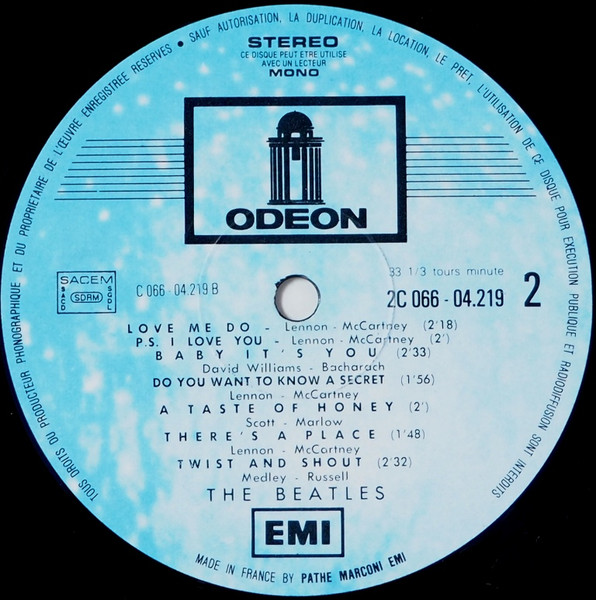 TOUS DROITS DU PRODUCTEUR PHONOGRAPHIQUE ET DU PROPRIETAIRE DE L'ŒUVRE ENREGISTREE RESERVES • SAUF AUTORISATION, LA DUPLICATION, LA LOCATION, LE PRET, L'UTILISATION DE CE DISQUE POUR EXECUTION PUBLIQUE ET RADIODIFFUSION SONT INTERDITS
STEREO
CE DISQUE PEUT ETRE UTILISE
AVEC UN LECTEUR
MONO
ODEON
33 1/3 tours minute
SACEM
SACD SDRM SGDL
C 066 - 04.219 B
2C 066 - 04.219 2
LOVE ME DO - Lennon - McCartney (2'18)
P.S. I LOVE YOU - Lennon - McCartney (2')
BABY IT'S YOU (2'33)
David Williams - Bacharach
DO YOU WANT TO KNOW A SECRET (1'56)
Lennon - McCartney
A TASTE OF HONEY (2')
Scott - Marlow
THERE'S A PLACE (1'48)
Lennon - McCartney
TWIST AND SHOUT (2'32)
Medley - Russell
THE BEATLES
EMI
MADE IN FRANCE BY PATHE MARCONI EMI